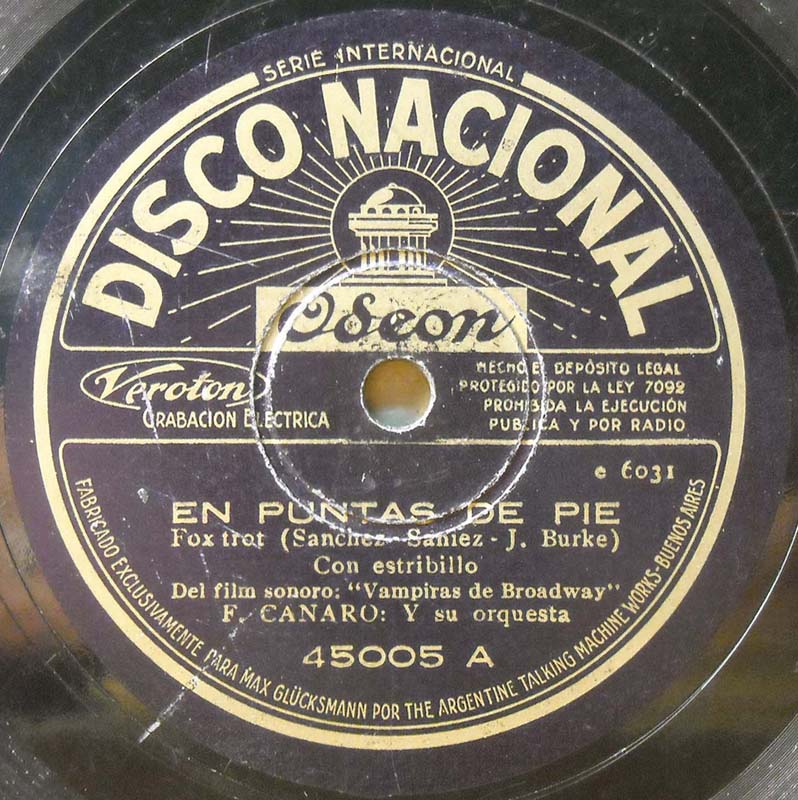 SERIE INTERNACIONAL
DISCO NACIONAL
Odeon
Veroton
GRABACION ELECTRICA
HECHO EL DEPÓSITO LEGAL
PROTEGIDO POR LA LEY 7092
PROHIBIDA LA EJECUCIÓN
PUBLICA Y POR RADIO
e 6031
EN PUNTAS DE PIE
Fox trot (Sanchez - Saniez - J. Burke)
Con estribillo
Del film sonoro: "Vampiras de Broadway"
F. CANARO: Y su orquesta
45005 A
FABRICADO EXCLUSIVAMENTE PARA MAX GLÜCKSMANN POR THE ARGENTINE TALKING MACHINE WORKS-BUENOS AIRES